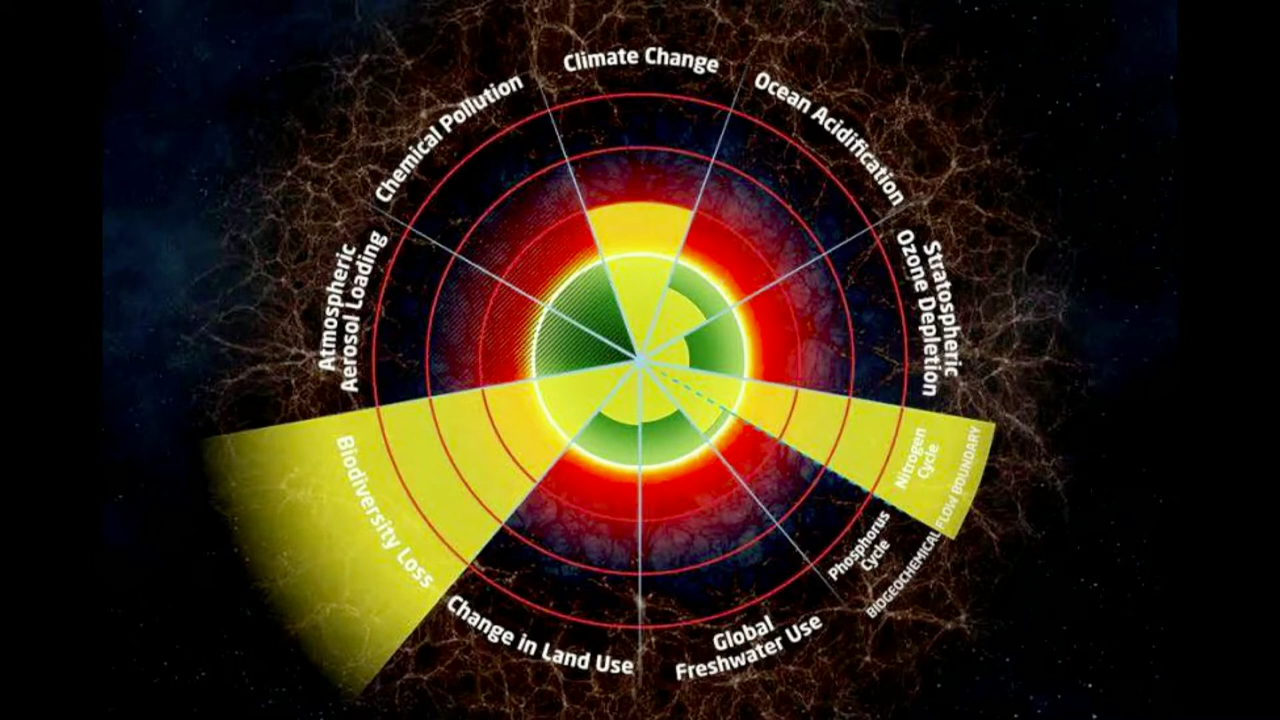 Climate Change
Ocean Acidification
Stratospheric
Ozone Depletion
Nitrogen
Cycle
BIOGEOCHEMICAL FLOW BOUNDARY
Phosphorus
Cycle
Global
Freshwater Use
Change in Land Use
Biodiversity Loss
Atmospheric
Aerosol Loading
Chemical Pollution